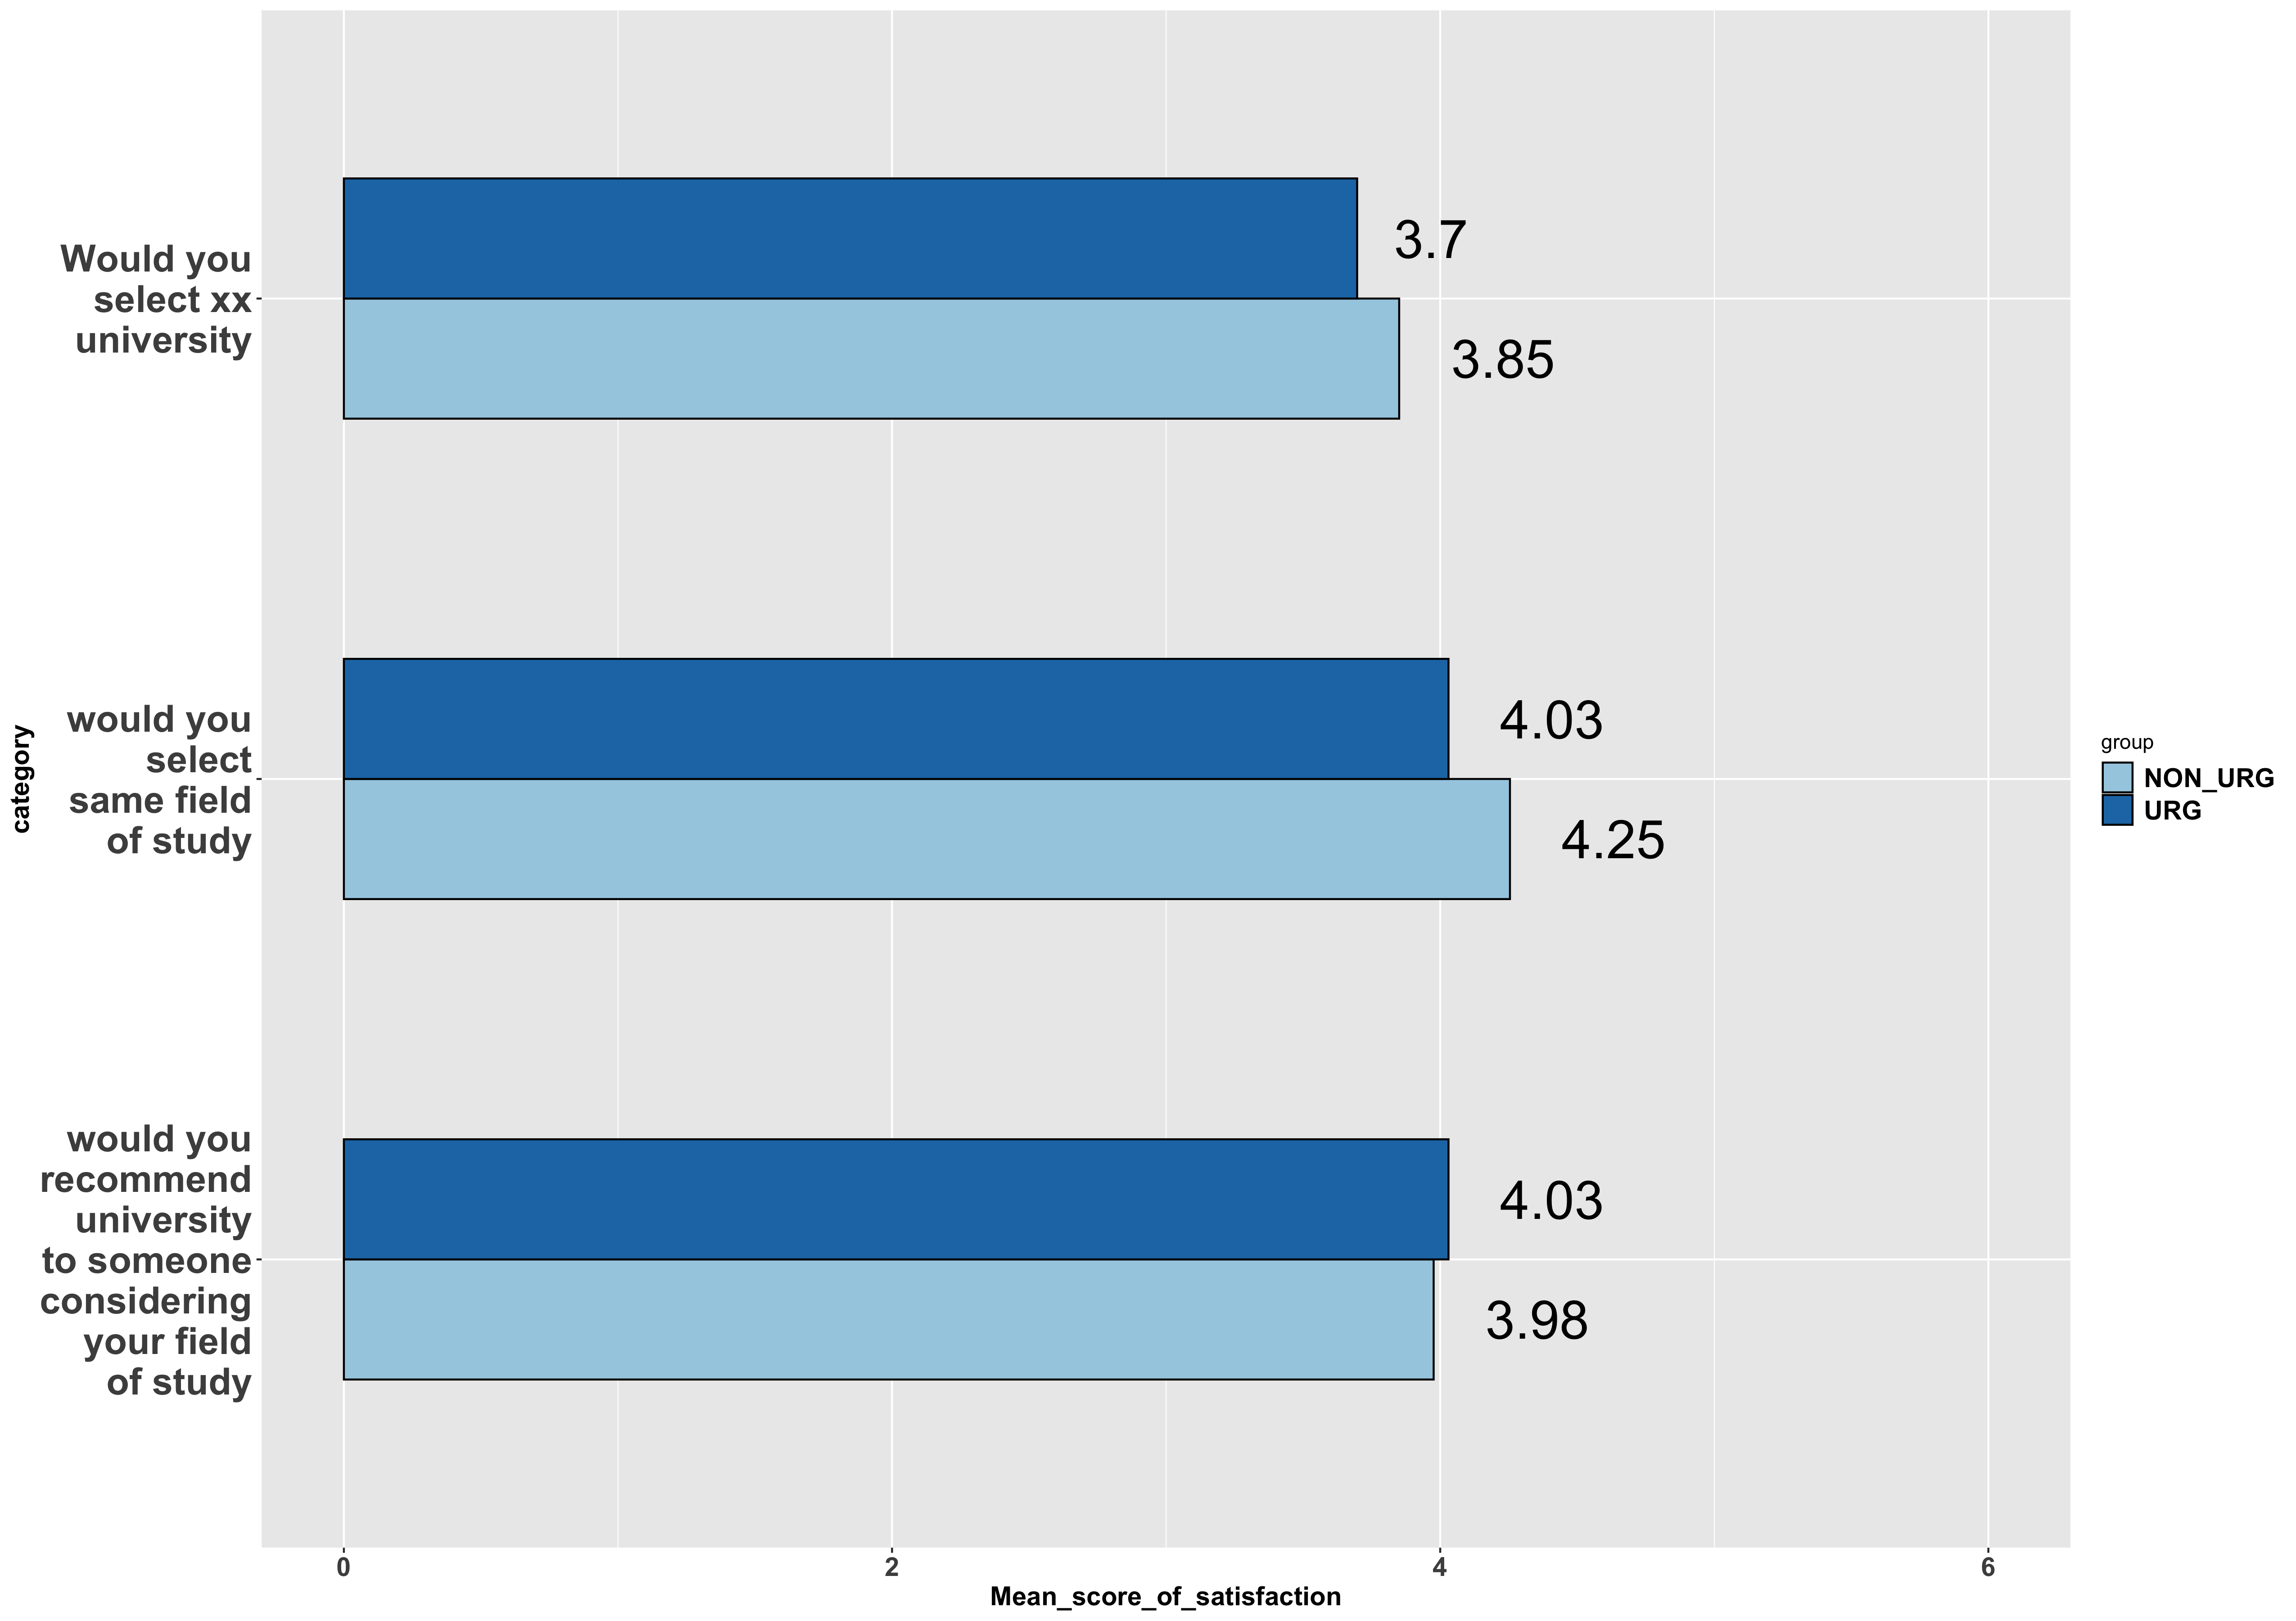 Would you
select xx
university
3.7
3.85
would you
select
same field
of study
4.03
4.25
would you
recommend
university
to someone
considering
your field
of study
4.03
3.98
category
0
2
4
6
Mean_score_of_satisfaction
group
NON_URG
URG